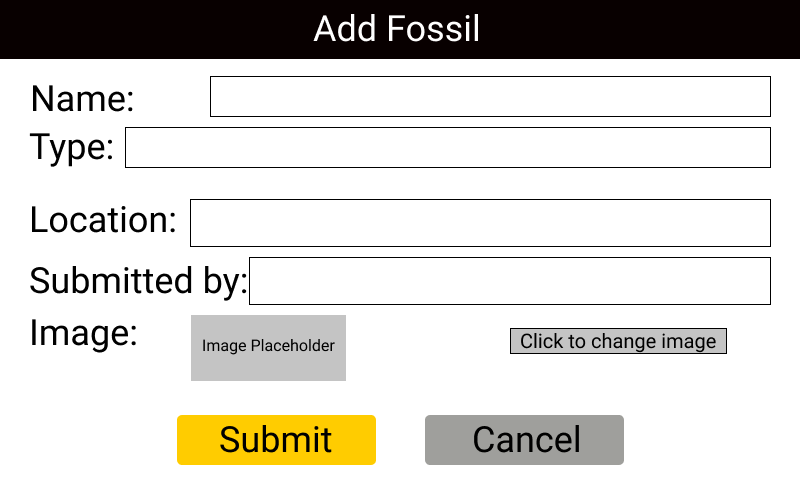 Add Fossil
Name:
Type:
Location:
Submitted by:
Image:
Image Placeholder
Click to change image
Submit
Cancel